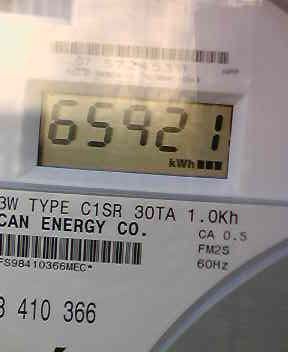 65921
kWh
3W TYPE C1SR 30TA 1.0Kh
CAN ENERGY CO.
CA 0.5
FM2S
60Hz
FS98410366MEC*
8 410 366